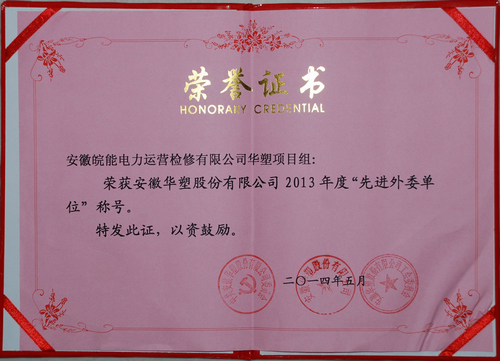 荣誉证书
HONORARY CREDENTIAL
安徽皖能电力运营检修有限公司华塑项目组：
荣获安徽华塑股份有限公司2013年度“先进外委单
位”称号。
特发此证，以资鼓励。
二〇一四年五月